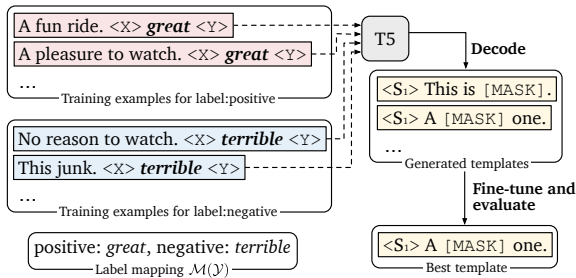 A fun ride. <X> great <Y>
A pleasure to watch. <X> great <Y>
...
Training examples for label:positive
No reason to watch. <X> terrible <Y>
This junk. <X> terrible <Y>
...
Training examples for label:negative
positive: great, negative: terrible
Label mapping M(Y)
T5
Decode
<S₁> This is [MASK].
<S₁> A [MASK] one.
...
Generated templates
Fine-tune and
evaluate
<S₁> A [MASK] one.
Best template